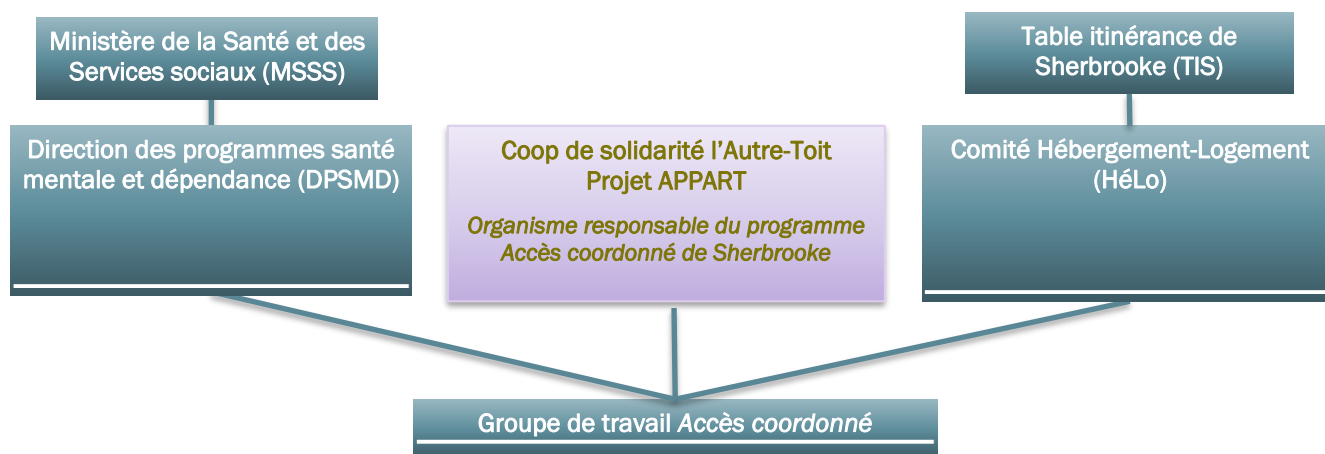 Ministère de la Santé et des
Services sociaux (MSSS)
Table itinérance de
Sherbrooke (TIS)
Direction des programmes santé
mentale et dépendance (DPSMD)
Coop de solidarité l'Autre-Toit
Projet APPART
Organisme responsable du programme
Accès coordonné de Sherbrooke
Comité Hébergement-Logement
(HéLo)
Groupe de travail Accès coordonné